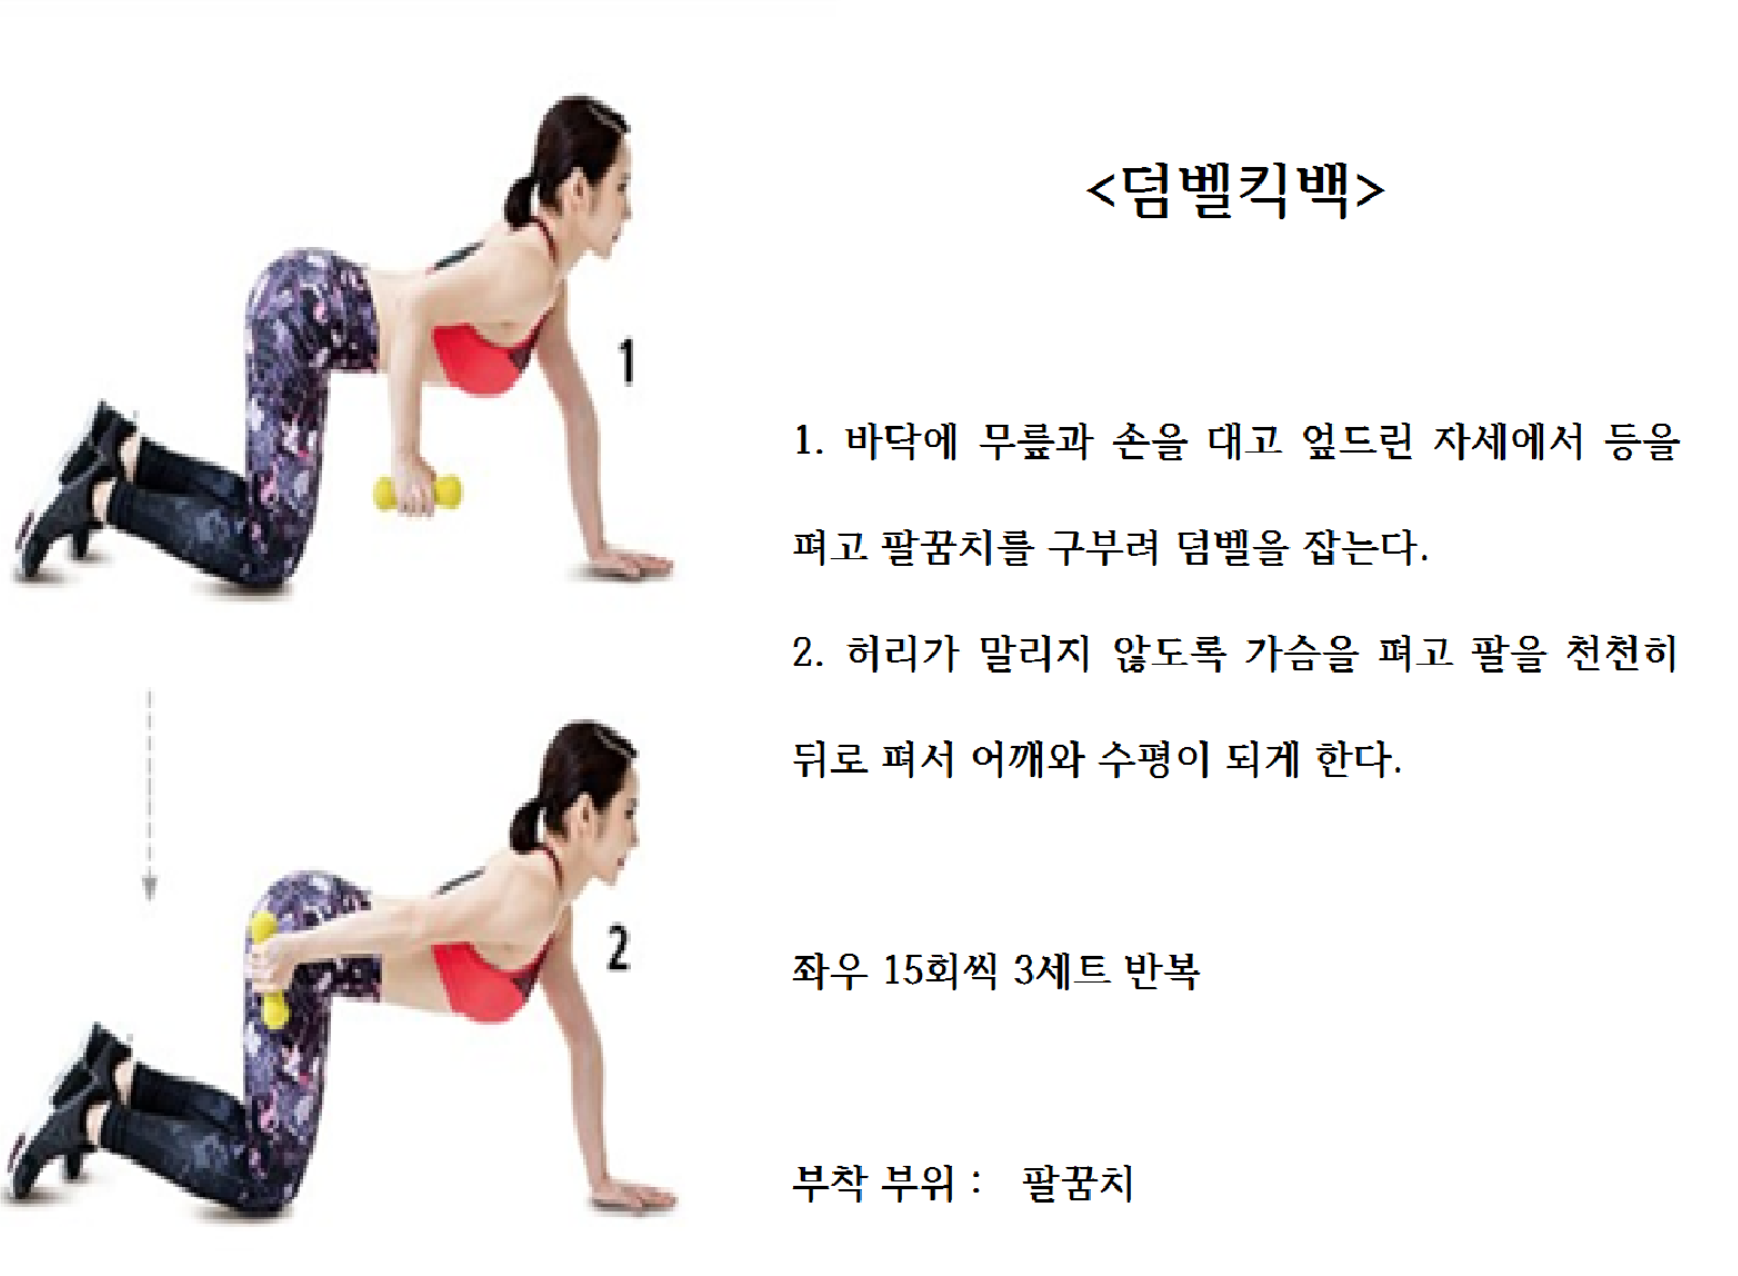 <덤벨킥백>
1
1. 바닥에 무릎과 손을 대고 엎드린 자세에서 등을
펴고 팔꿈치를 구부려 덤벨을 잡는다.
2. 허리가 말리지 않도록 가슴을 펴고 팔을 천천히
뒤로 펴서 어깨와 수평이 되게 한다.
2
좌우 15회씩 3세트 반복
부착 부위 : 팔꿈치